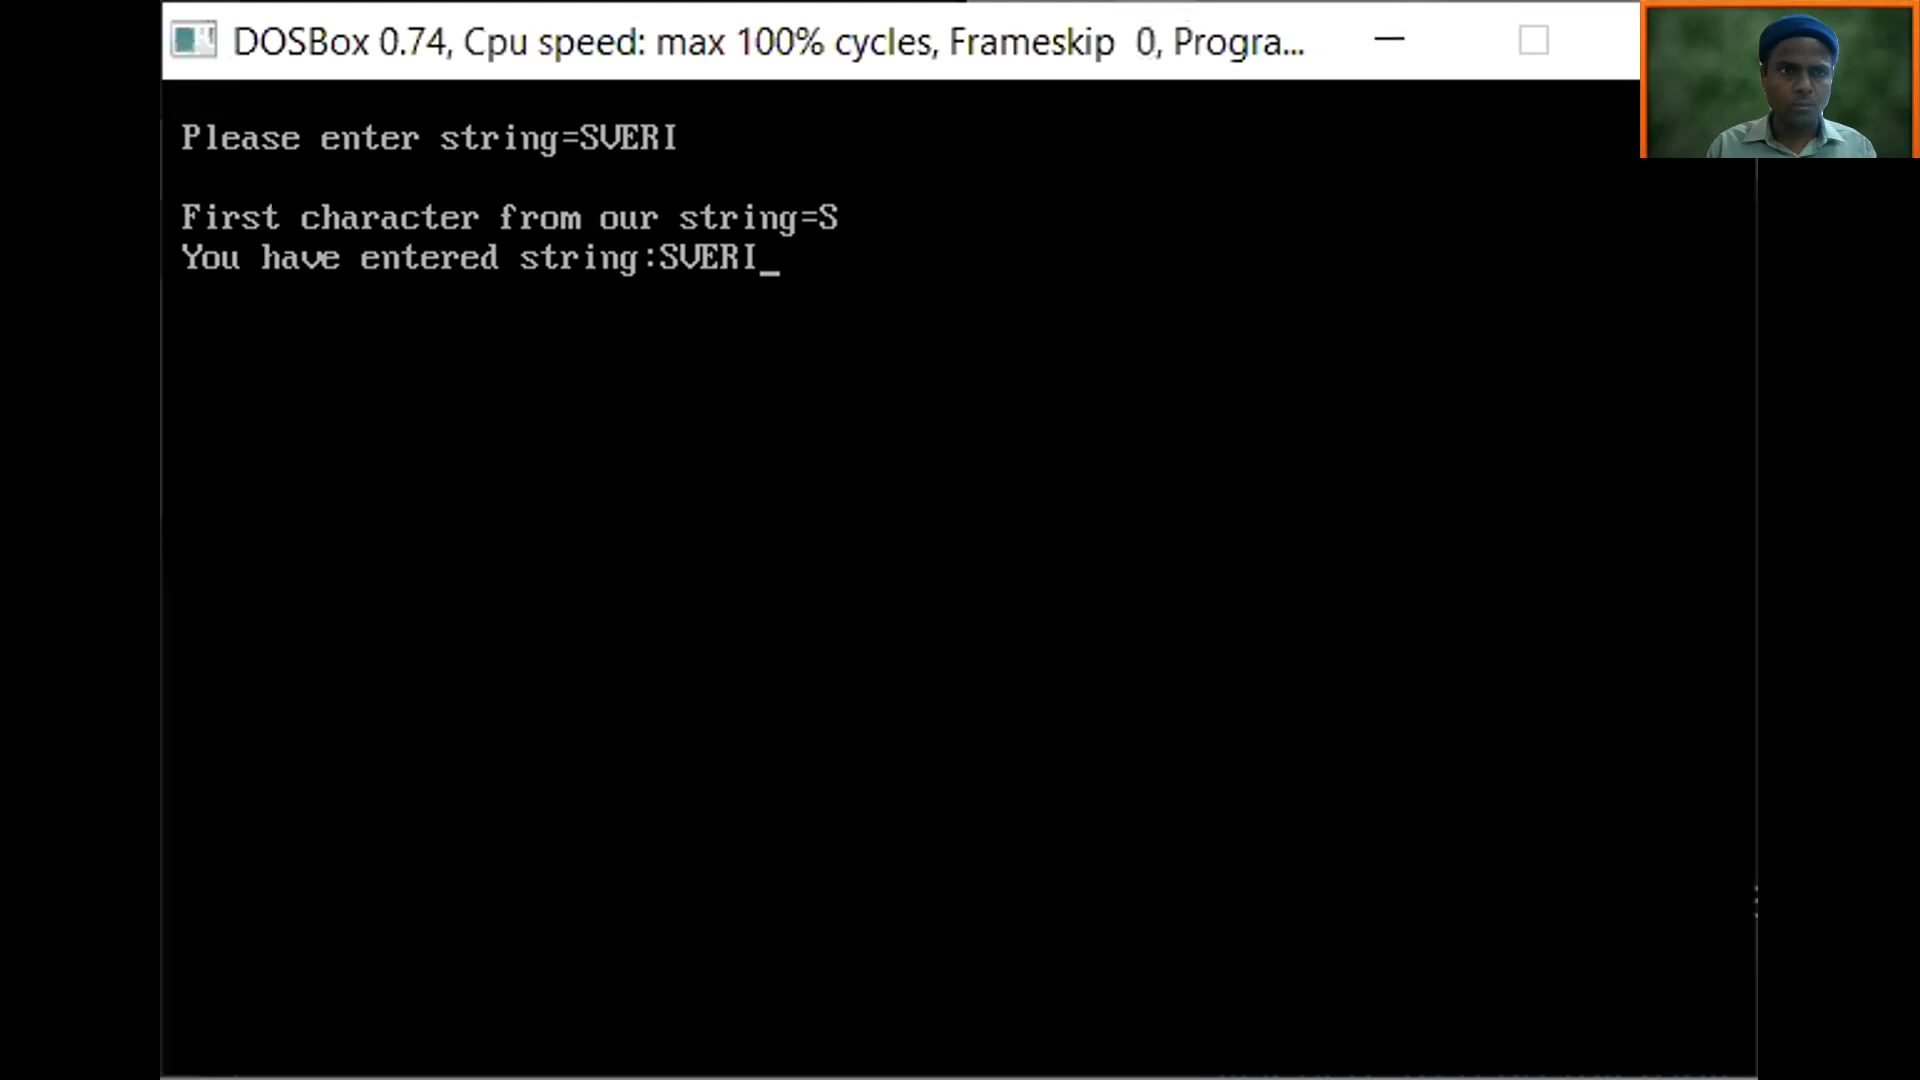 DOSBox 0.74, Cpu speed: max 100% cycles, Frameskip 0, Progra...
Please enter string=SVERI
First character from our string=S
You have entered string:SVERI_